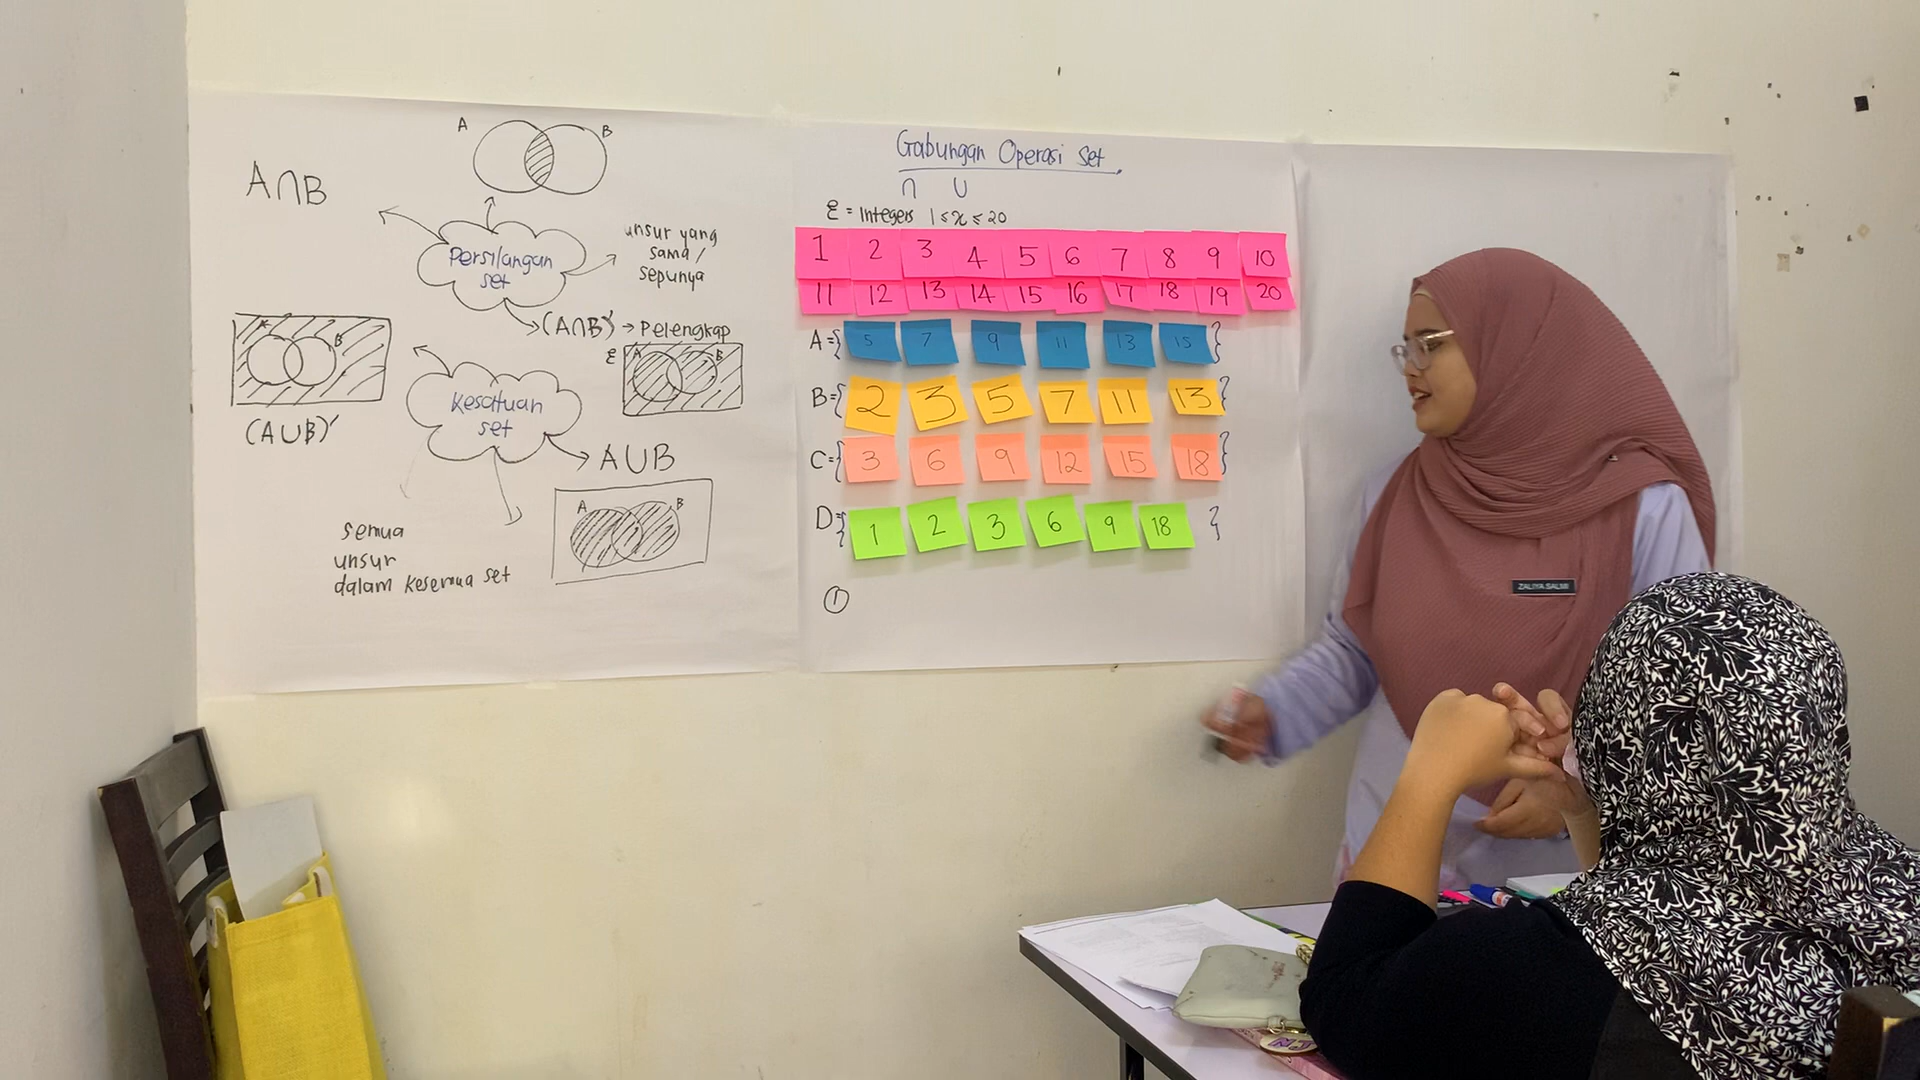 A B
A∩B
Persilangan
set
unsur yang
sama /
sepunya
(A∩B)' → Pelengkap
A B
(A∪B)'
ξ A B
Kesatuan
set
A∪B
A B
semua
unsur
dalam kesemua set
Gabungan Operasi Set
∩ ∪
ξ = Integers 1 ≤ x ≤ 20
1 2 3 4 5 6 7 8 9 10
11 12 13 14 15 16 17 18 19 20
A={ 5 7 9 11 13 15 }
B={ 2 3 5 7 11 13 }
C={ 3 6 9 12 15 18 }
D={ 1 2 3 6 9 18 }
①
ZALIYA SALMI